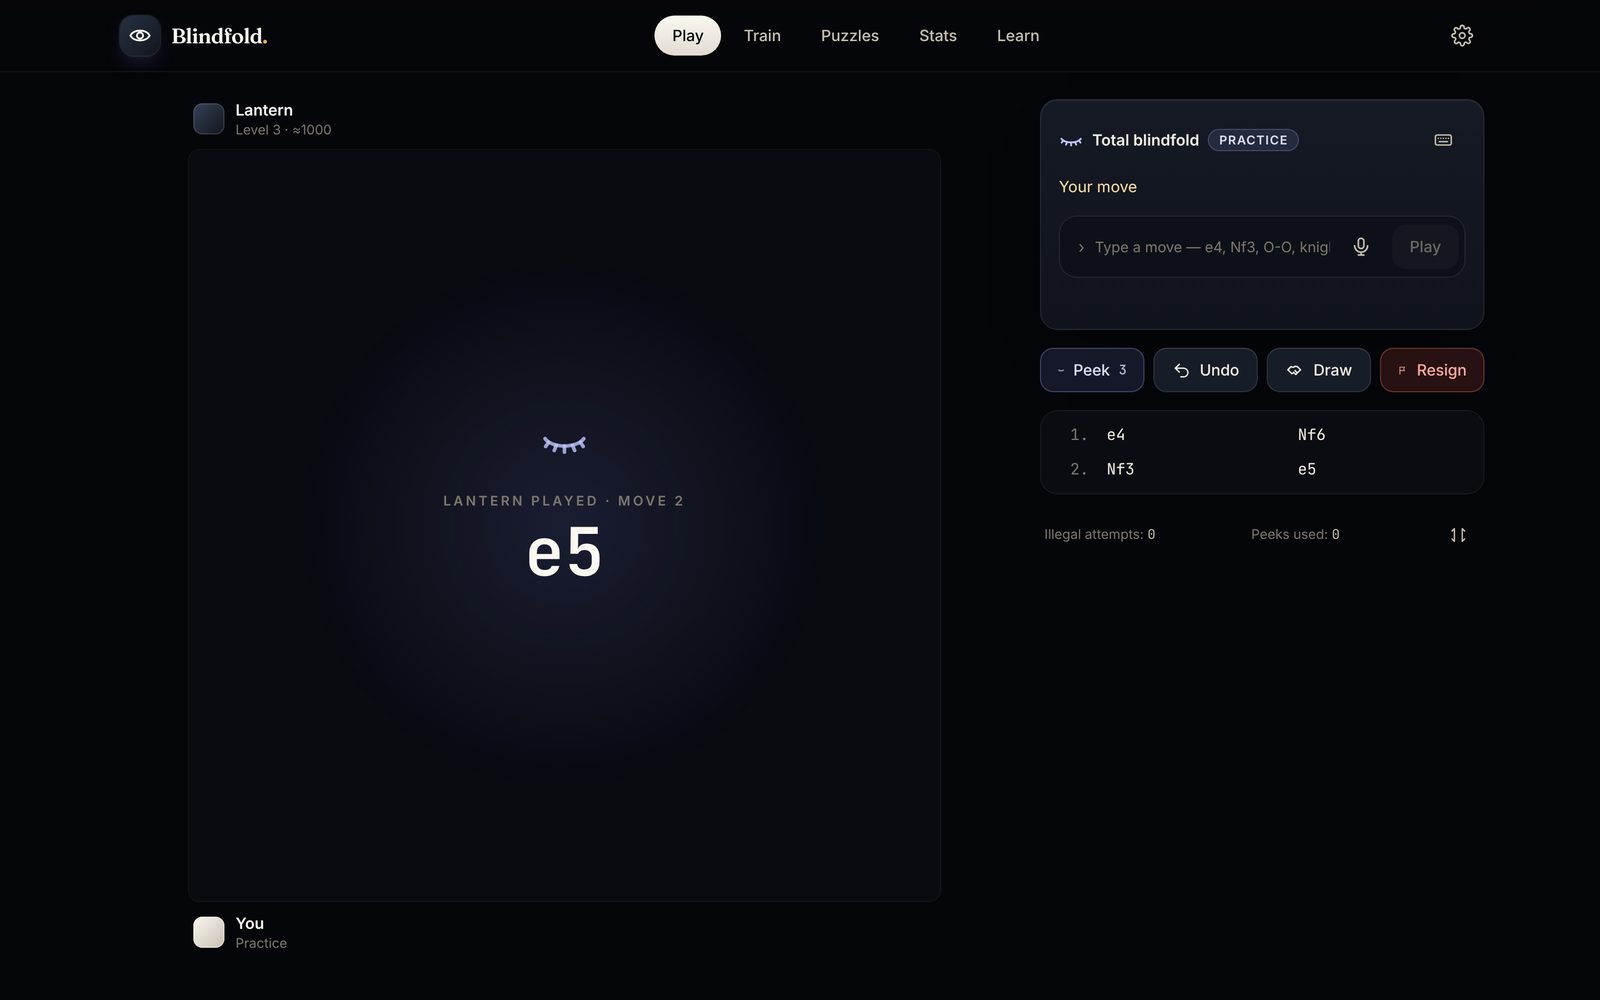 Blindfold.
Play Train Puzzles Stats Learn
Lantern
Level 3 · ≈1000
LANTERN PLAYED · MOVE 2
e5
You
Practice
Total blindfold PRACTICE
Your move
› Type a move — e4, Nf3, O-O, knig
Play
Peek 3 Undo Draw Resign
1. e4 Nf6
2. Nf3 e5
Illegal attempts: 0 Peeks used: 0